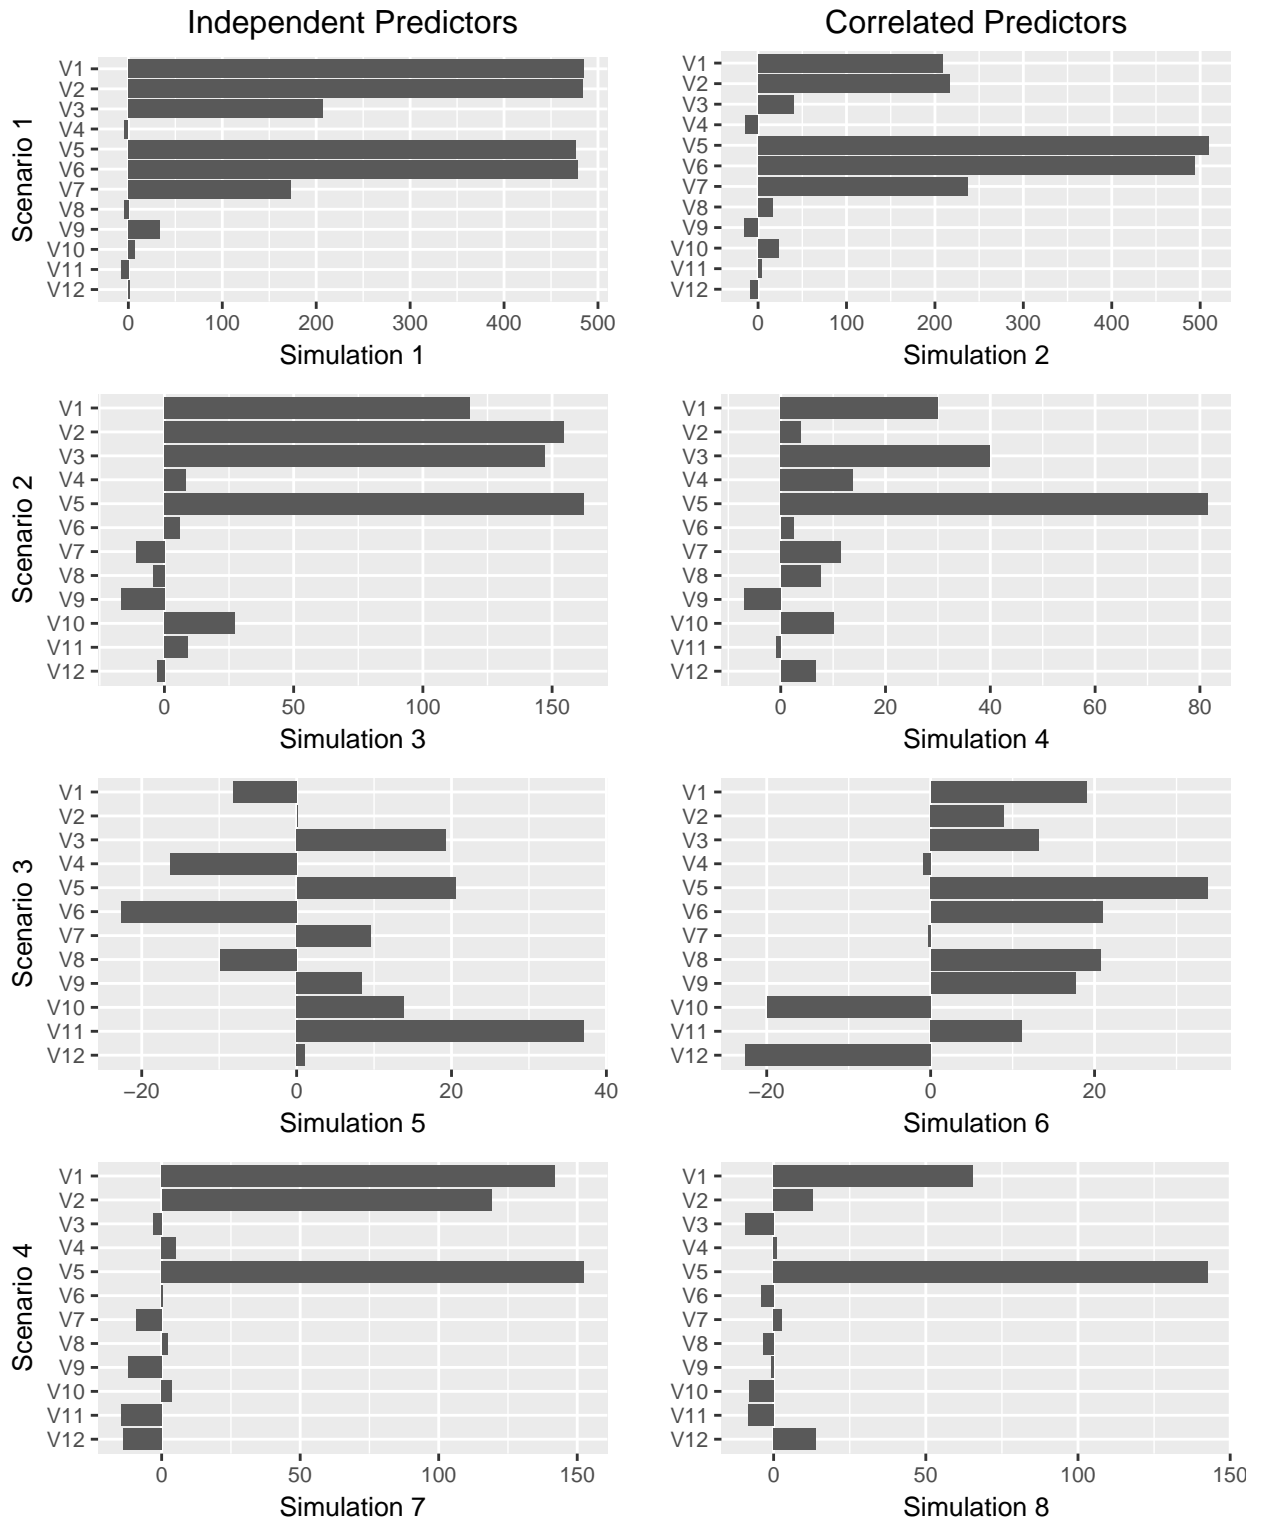 Independent Predictors
Correlated Predictors
Scenario 1
V1
V2
V3
V4
V5
V6
V7
V8
V9
V10
V11
V12
0 100 200 300 400 500
Simulation 1
V1
V2
V3
V4
V5
V6
V7
V8
V9
V10
V11
V12
0 100 200 300 400 500
Simulation 2
Scenario 2
V1
V2
V3
V4
V5
V6
V7
V8
V9
V10
V11
V12
0 50 100 150
Simulation 3
V1
V2
V3
V4
V5
V6
V7
V8
V9
V10
V11
V12
0 20 40 60 80
Simulation 4
Scenario 3
V1
V2
V3
V4
V5
V6
V7
V8
V9
V10
V11
V12
−20 0 20 40
Simulation 5
V1
V2
V3
V4
V5
V6
V7
V8
V9
V10
V11
V12
−20 0 20
Simulation 6
Scenario 4
V1
V2
V3
V4
V5
V6
V7
V8
V9
V10
V11
V12
0 50 100 150
Simulation 7
V1
V2
V3
V4
V5
V6
V7
V8
V9
V10
V11
V12
0 50 100 150
Simulation 8